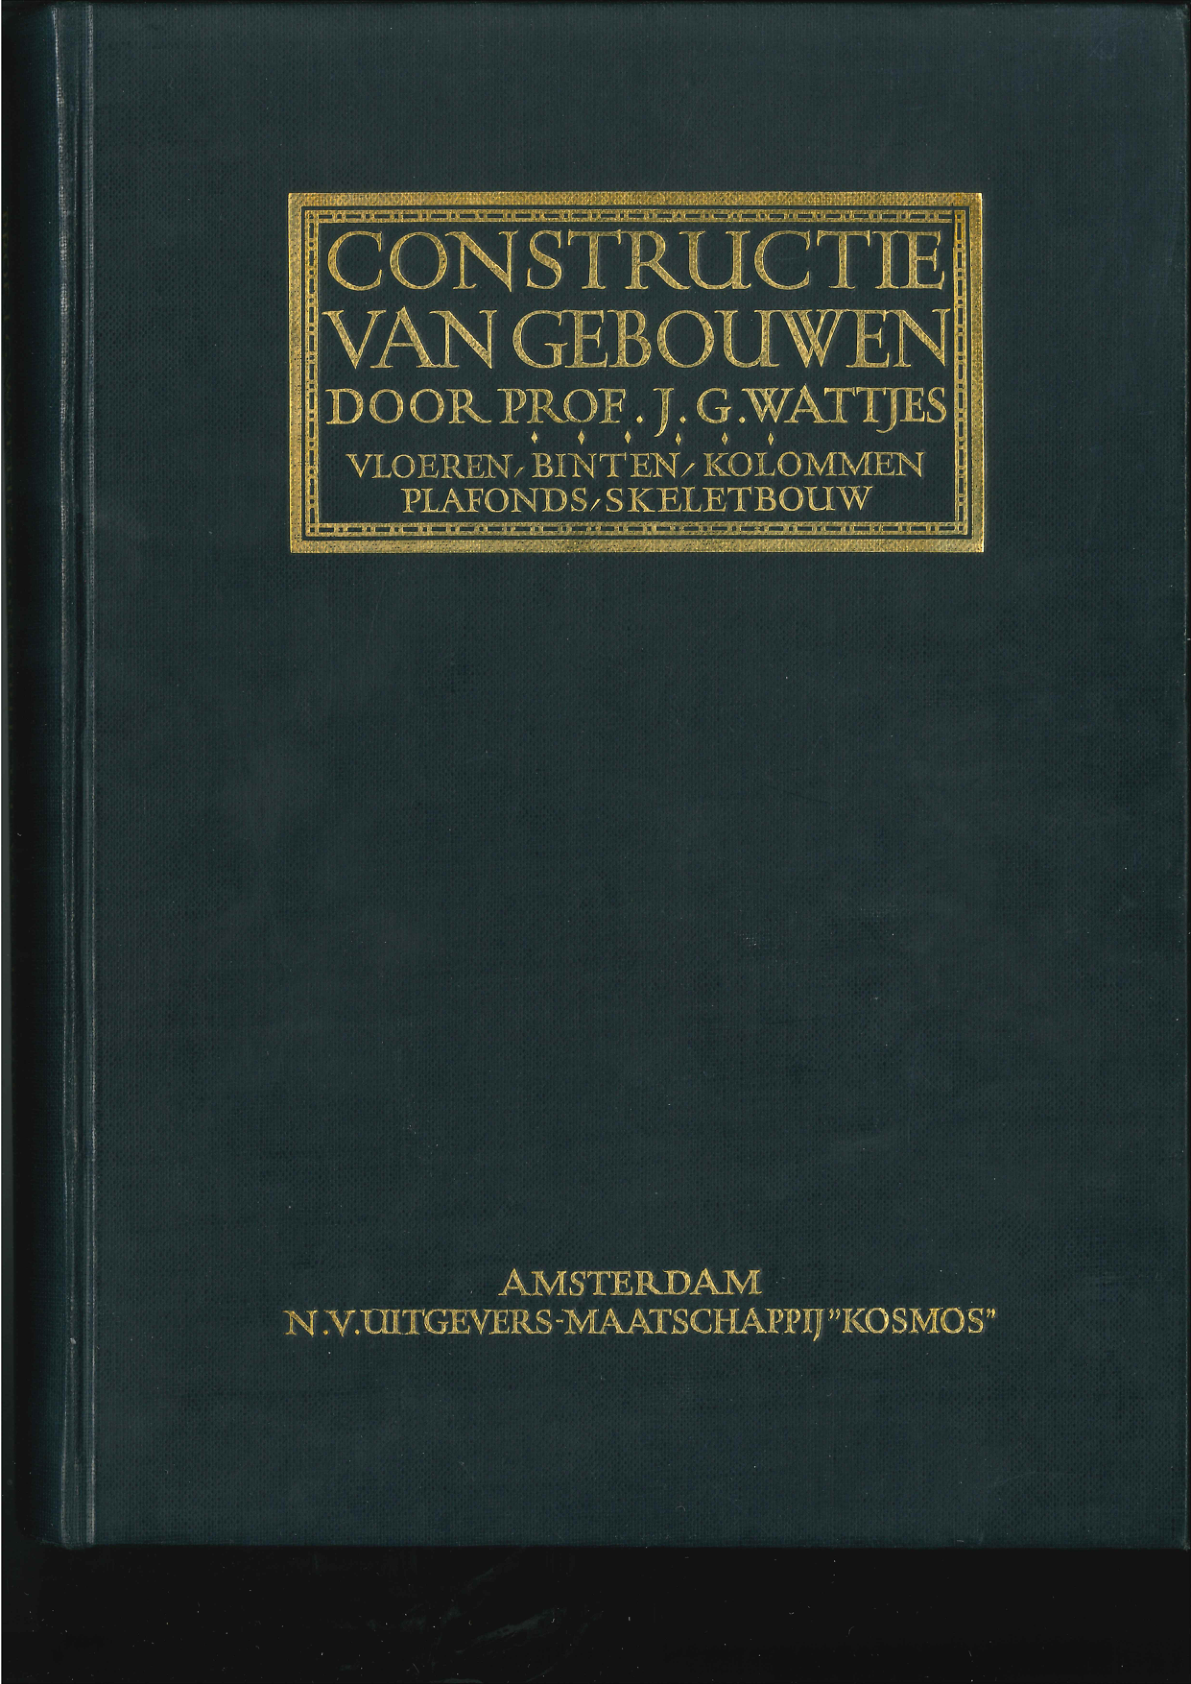 CONSTRUCTIE
VAN GEBOUWEN
DOOR PROF. J. G. WATTJES
VLOEREN, BINTEN, KOLOMMEN
PLAFONDS, SKELETBOUW
AMSTERDAM
N.V. UITGEVERS-MAATSCHAPPIJ "KOSMOS"